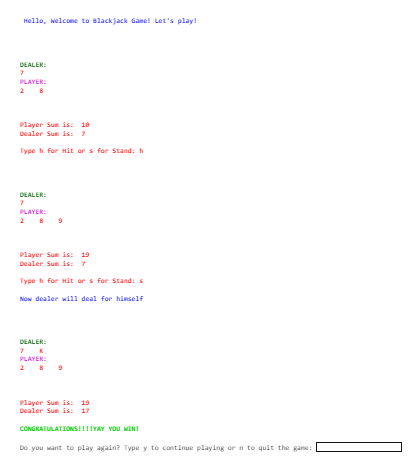 Hello, Welcome to Blackjack Game! Let's play!
DEALER:
7
PLAYER:
2 8
Player Sum is: 10
Dealer Sum is: 7
Type h for Hit or s for Stand: h
DEALER:
7
PLAYER:
2 8 9
Player Sum is: 19
Dealer Sum is: 7
Type h for Hit or s for Stand: s
Now dealer will deal for himself
DEALER:
7 K
PLAYER:
2 8 9
Player Sum is: 19
Dealer Sum is: 17
CONGRATULATIONS!!!!YAY YOU WIN!
Do you want to play again? Type y to continue playing or n to quit the game: